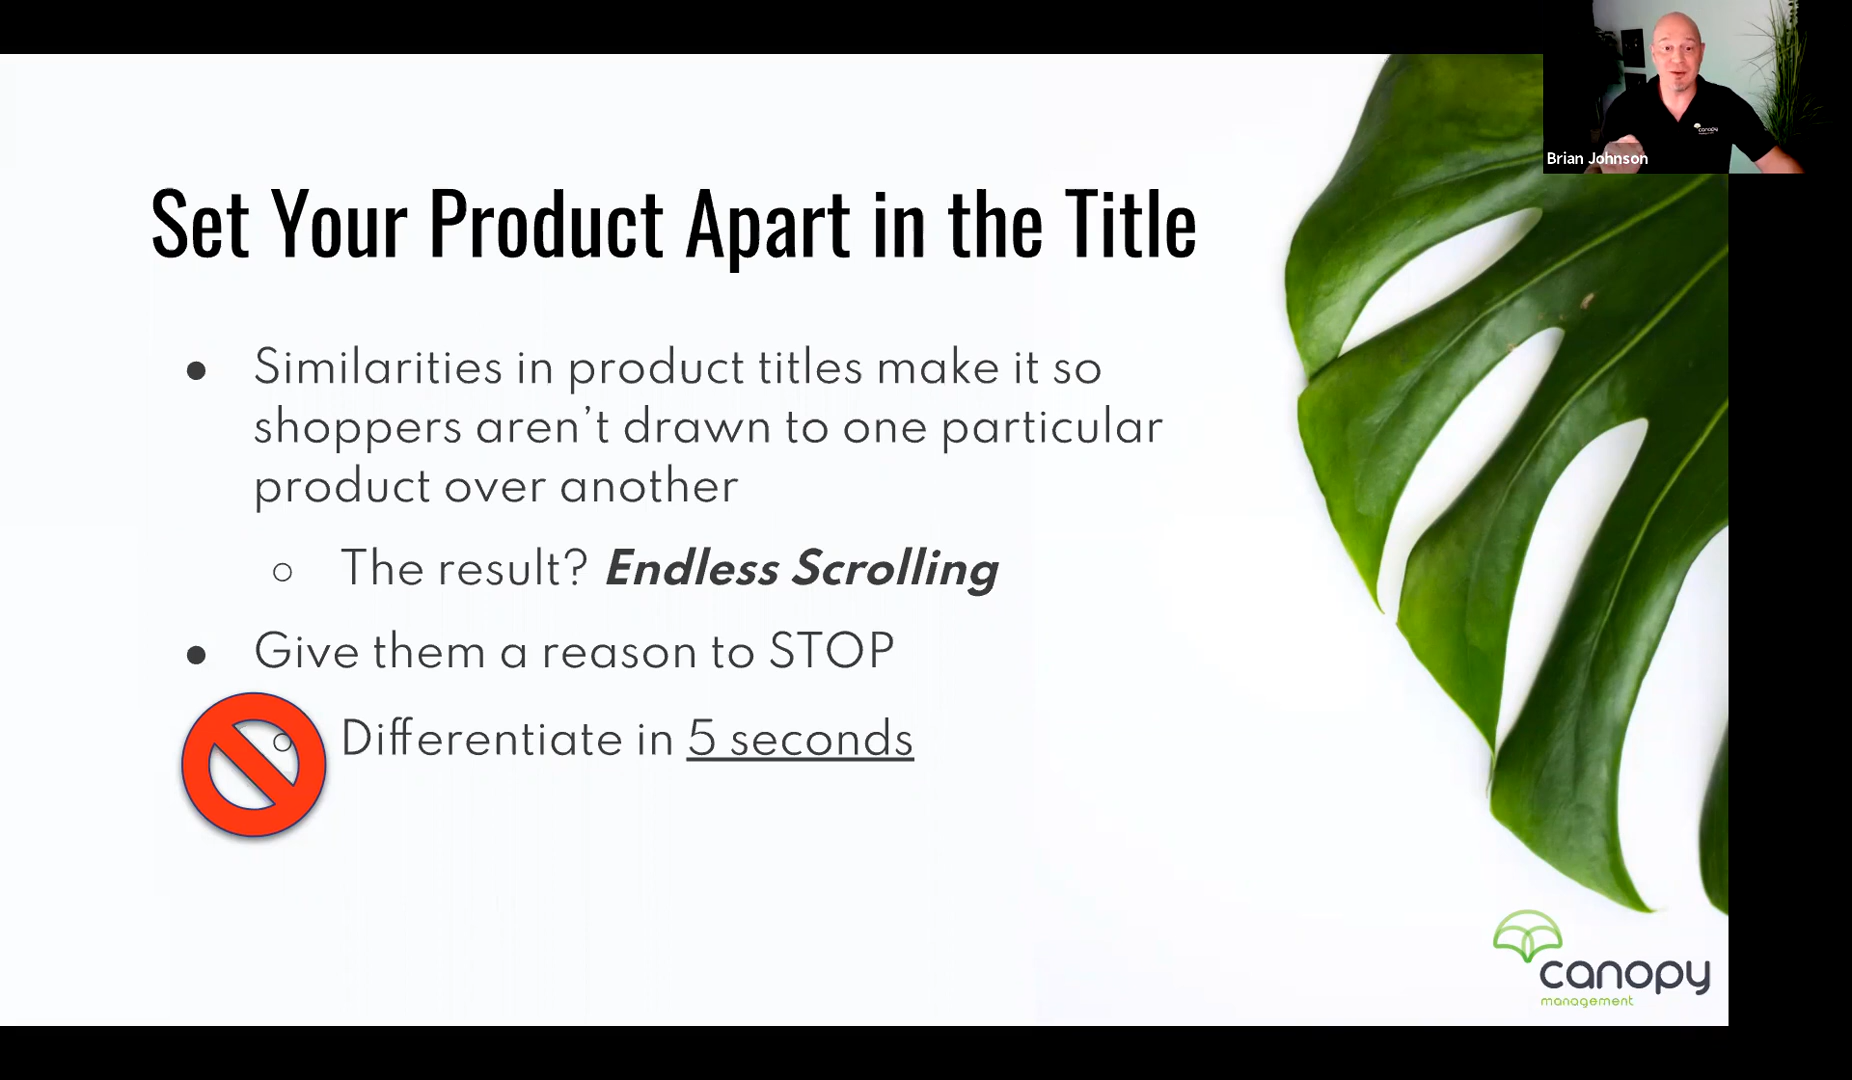 Brian Johnson
Set Your Product Apart in the Title
Similarities in product titles make it so
shoppers aren't drawn to one particular
product over another
The result? Endless Scrolling
Give them a reason to STOP
Differentiate in 5 seconds
canopy
management
canopy